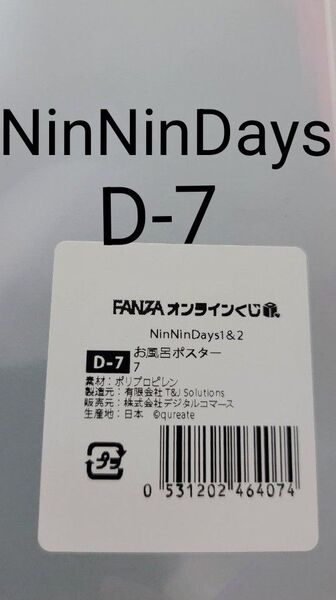 NinNinDays
D-7
FANZA オンラインくじ
NinNinDays1&2
D-7 お風呂ポスター
7
素材：ポリプロピレン
製造元：有限会社T&J Solutions
販売元：株式会社デジタルコマース
生産地：日本 ©qureate
プラ
0 531202 464074